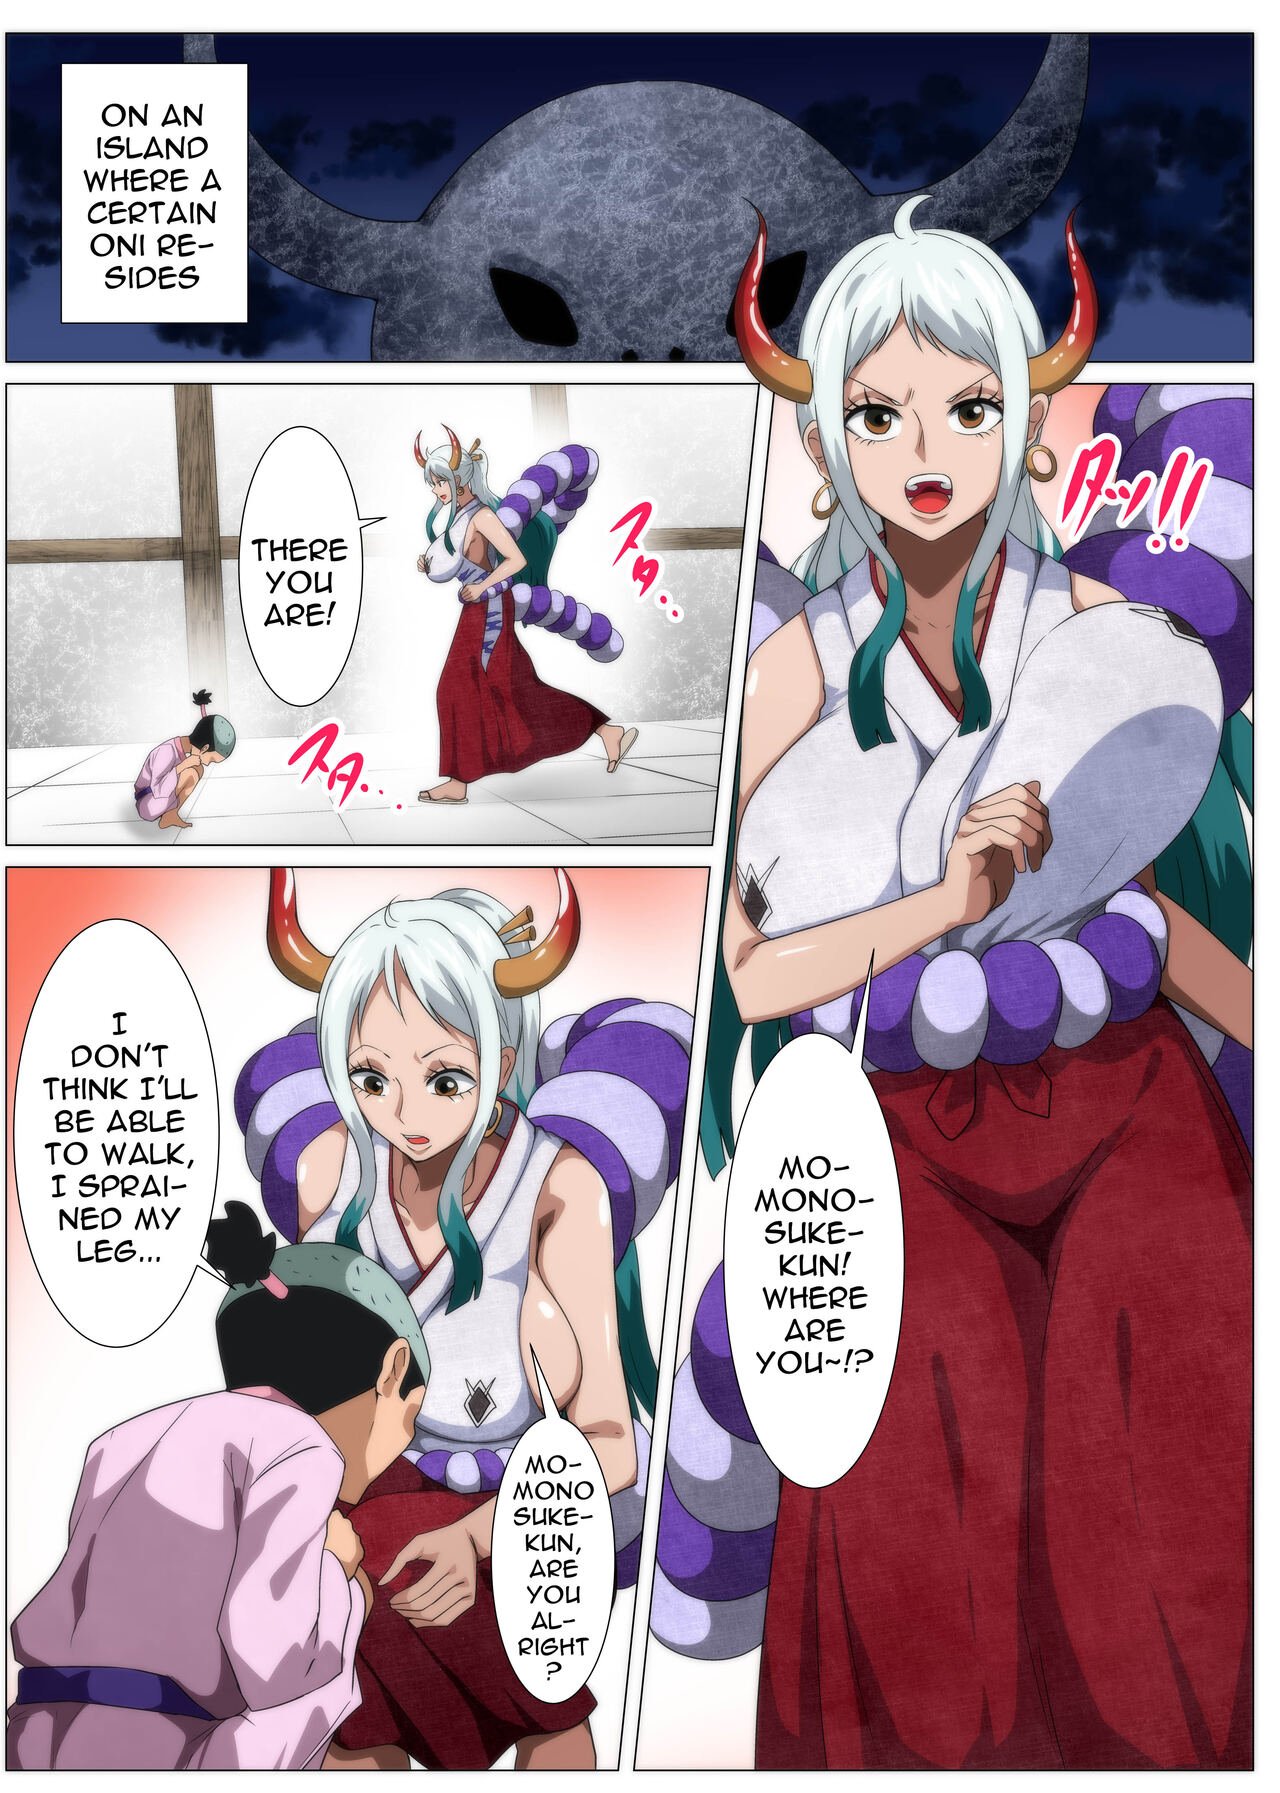 ON AN
ISLAND
WHERE A
CERTAIN
ONI RE-
SIDES
タッ!!
MO-
MONO-
SUKE-
KUN!
WHERE
ARE
YOU~!?
THERE
YOU
ARE!
スタ..
スタ...
I
DON'T
THINK I'LL
BE ABLE
TO WALK,
I SPRAI-
NED MY
LEG...
MO-
MONO
SUKE-
KUN,
ARE
YOU
AL-
RIGHT
?